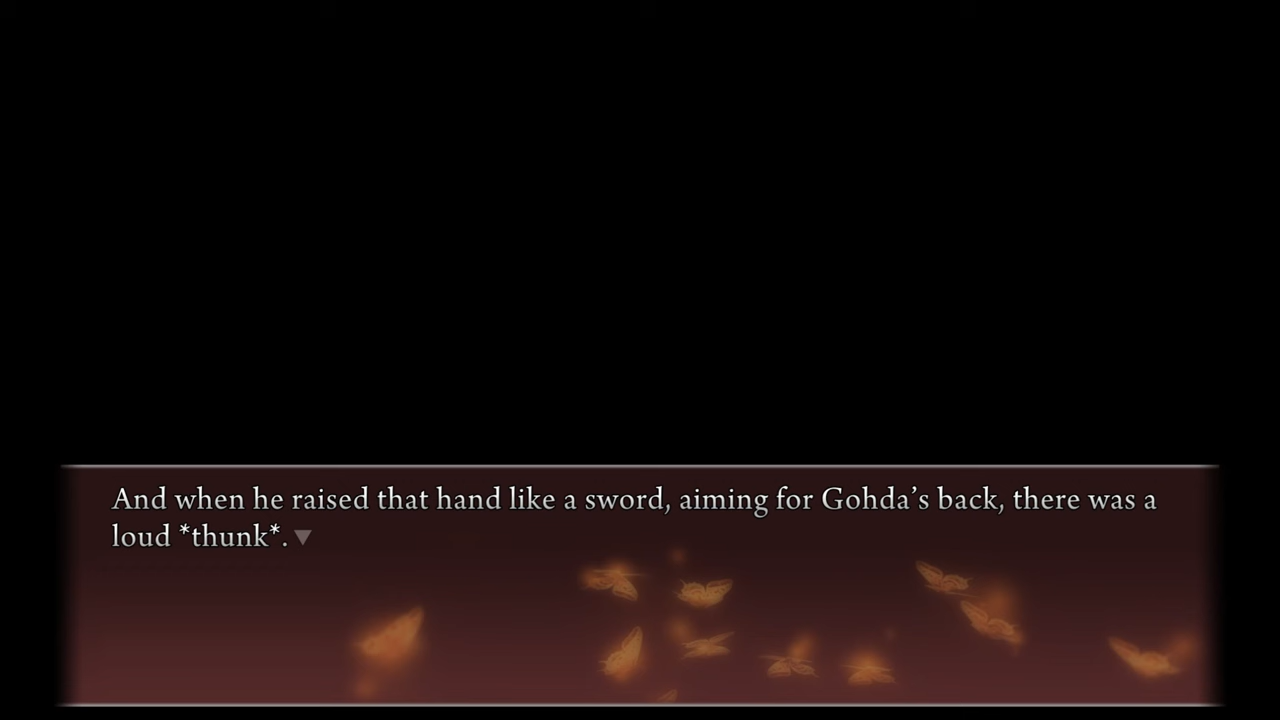 And when he raised that hand like a sword, aiming for Gohda’s back, there was a
loud *thunk*.